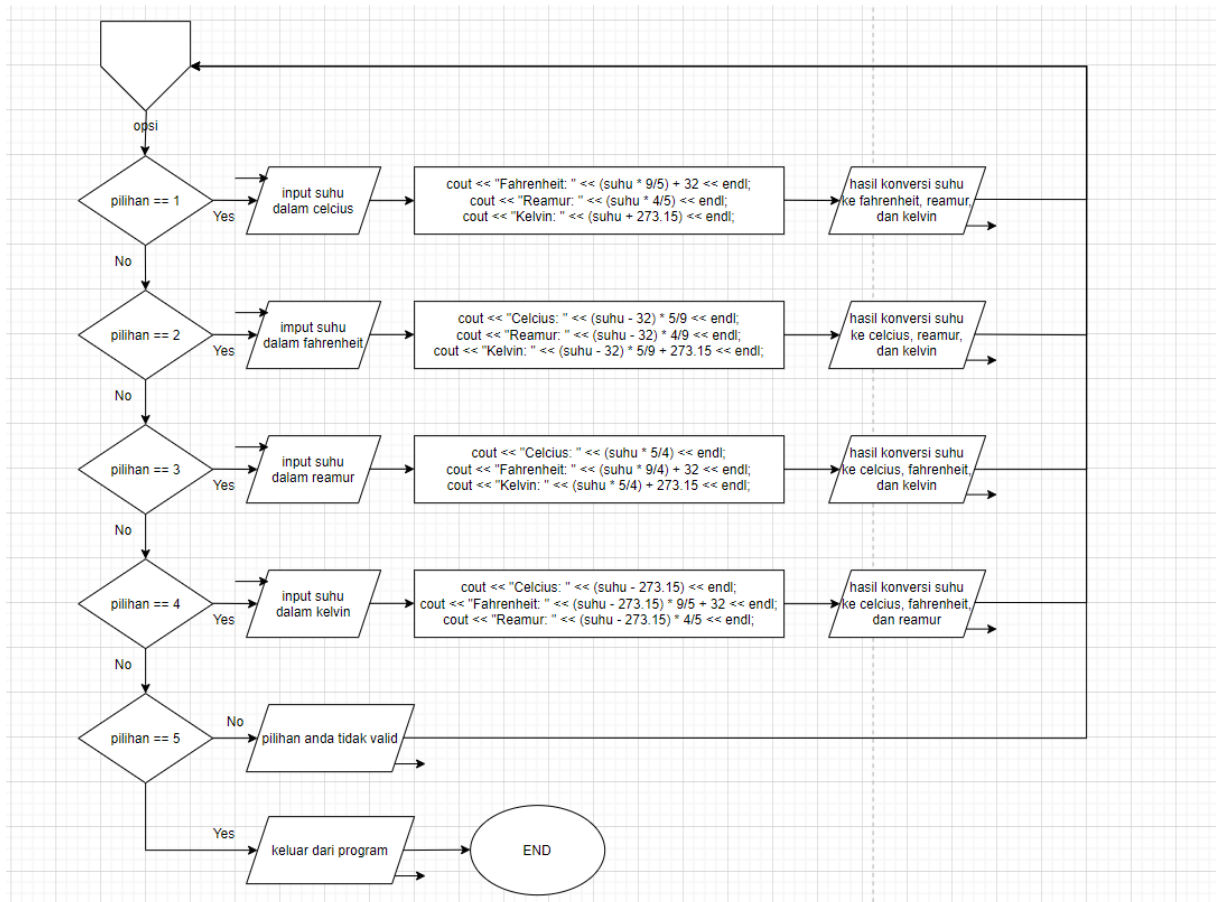 opsi
pilihan == 1
Yes
input suhu
dalam celcius
cout << "Fahrenheit: " << (suhu * 9/5) + 32 << endl;
cout << "Reamur: " << (suhu * 4/5) << endl;
cout << "Kelvin: " << (suhu + 273.15) << endl;
hasil konversi suhu
ke fahrenheit, reamur,
dan kelvin
No
pilihan == 2
Yes
imput suhu
dalam fahrenheit
cout << "Celcius: " << (suhu - 32) * 5/9 << endl;
cout << "Reamur: " << (suhu - 32) * 4/9 << endl;
cout << "Kelvin: " << (suhu - 32) * 5/9 + 273.15 << endl;
hasil konversi suhu
ke celcius, reamur,
dan kelvin
No
pilihan == 3
Yes
input suhu
dalam reamur
cout << "Celcius: " << (suhu * 5/4) << endl;
cout << "Fahrenheit: " << (suhu * 9/4) + 32 << endl;
cout << "Kelvin: " << (suhu * 5/4) + 273.15 << endl;
hasil konversi suhu
ke celcius, fahrenheit,
dan kelvin
No
pilihan == 4
Yes
input suhu
dalam kelvin
cout << "Celcius: " << (suhu - 273.15) << endl;
cout << "Fahrenheit: " << (suhu - 273.15) * 9/5 + 32 << endl;
cout << "Reamur: " << (suhu - 273.15) * 4/5 << endl;
hasil konversi suhu
ke celcius, fahrenheit,
dan reamur
No
pilihan == 5
No
pilihan anda tidak valid
Yes
keluar dari program
END